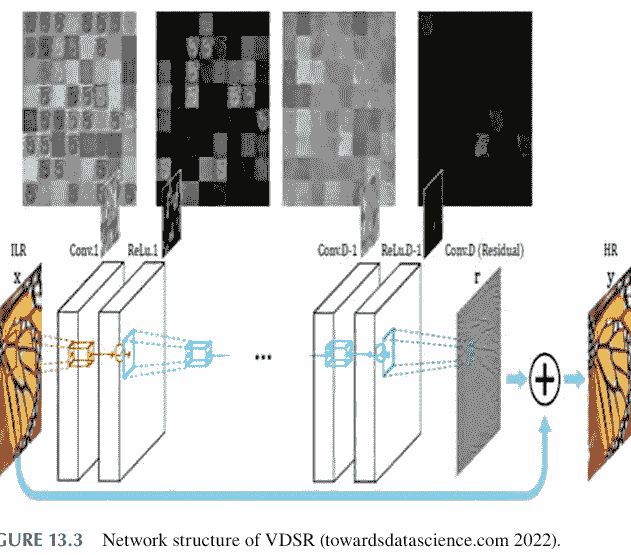 ILR Conv.1 ReLu.1 Conv.D-1 ReLu.D-1 Conv.D (Residual) HR
x r y
...
+
GURE 13.3 Network structure of VDSR (towardsdatascience.com 2022).